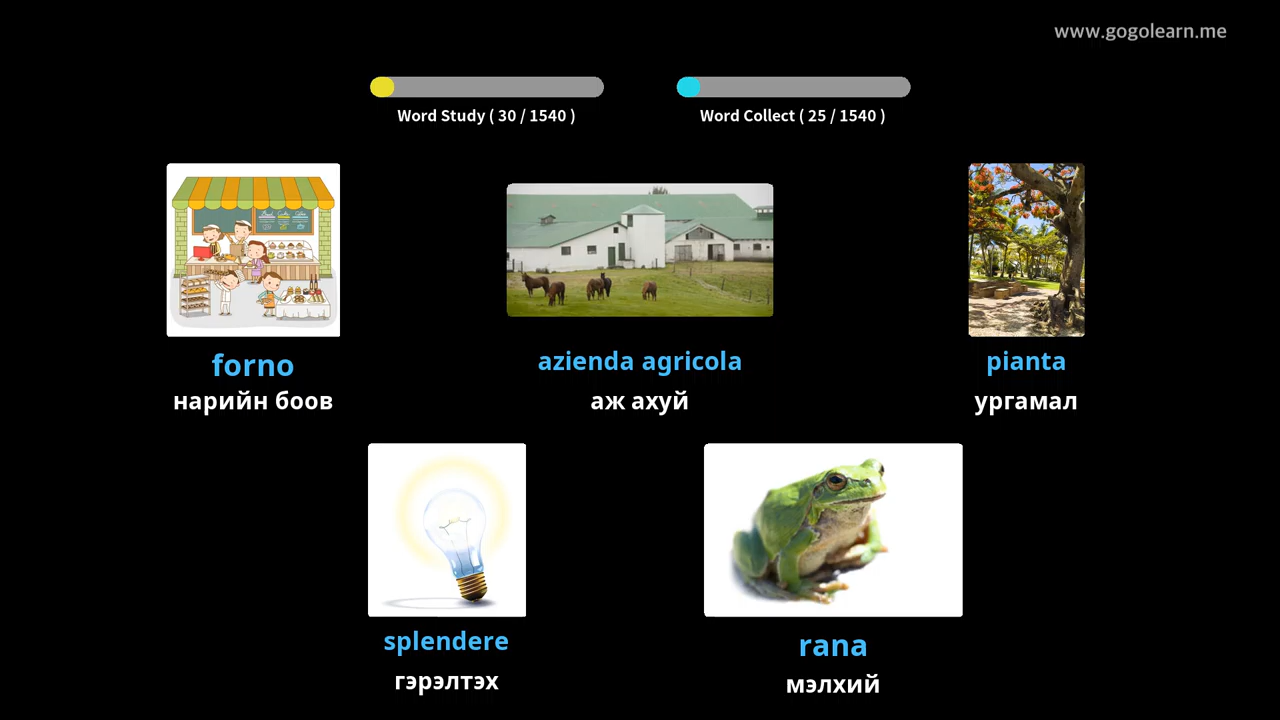 www.gogolearn.me
Word Study ( 30 / 1540 )
Word Collect ( 25 / 1540 )
forno
нарийн боов
azienda agricola
аж ахуй
pianta
ургамал
splendere
гэрэлтэх
rana
мэлхий